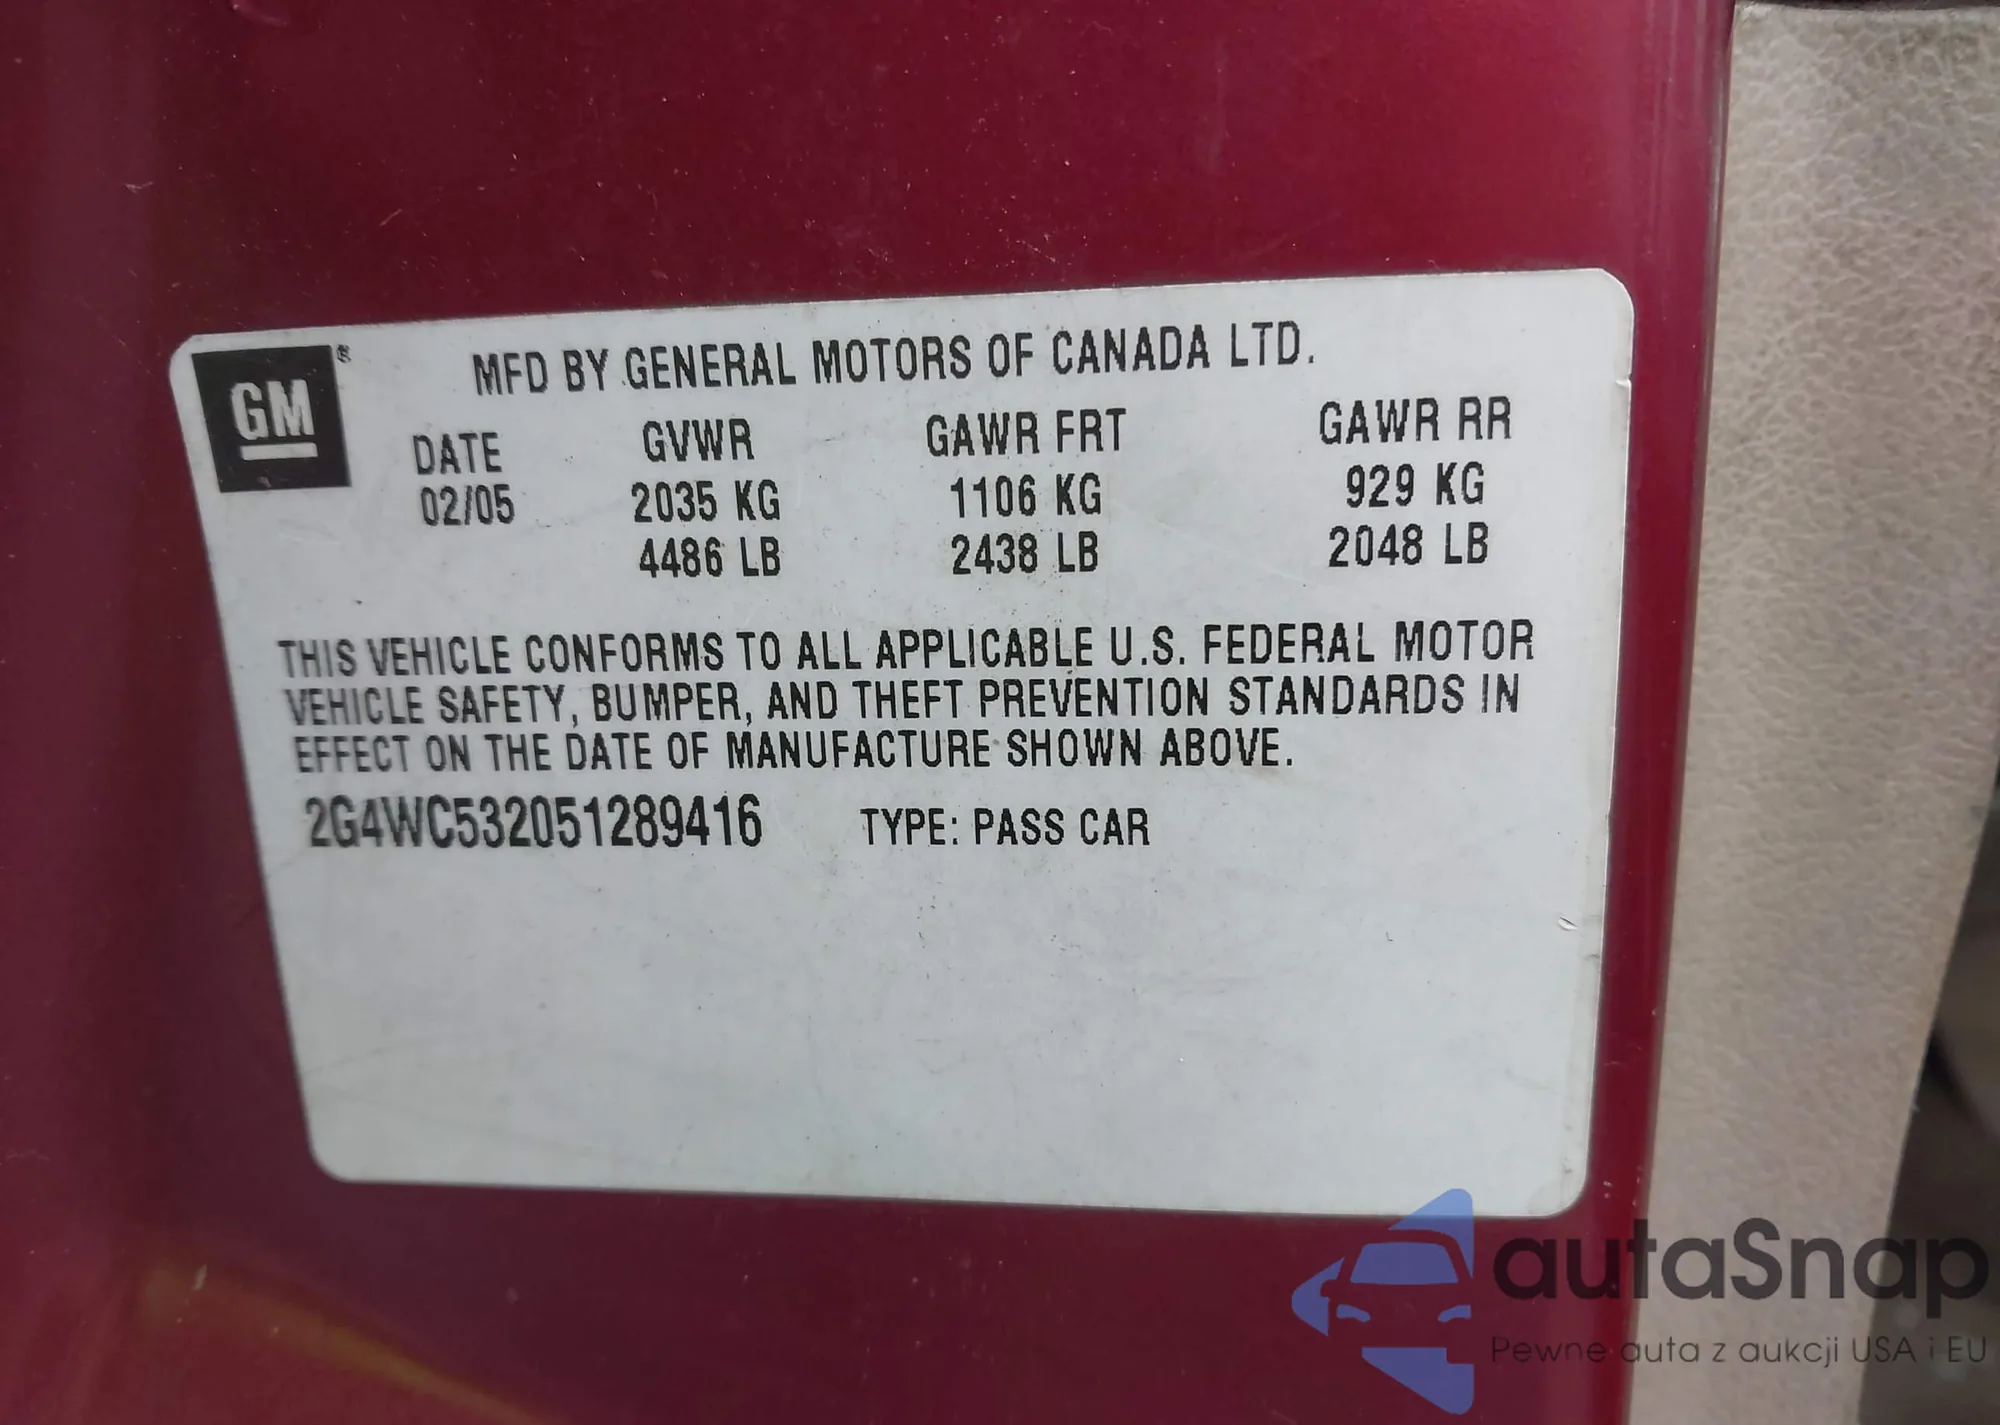 GM ®
MFD BY GENERAL MOTORS OF CANADA LTD.
DATE GVWR GAWR FRT GAWR RR
02/05 2035 KG 1106 KG 929 KG
4486 LB 2438 LB 2048 LB
THIS VEHICLE CONFORMS TO ALL APPLICABLE U.S. FEDERAL MOTOR
VEHICLE SAFETY, BUMPER, AND THEFT PREVENTION STANDARDS IN
EFFECT ON THE DATE OF MANUFACTURE SHOWN ABOVE.
2G4WC532051289416 TYPE: PASS CAR
autaSnap
Pewne auta z aukcji USA i EU